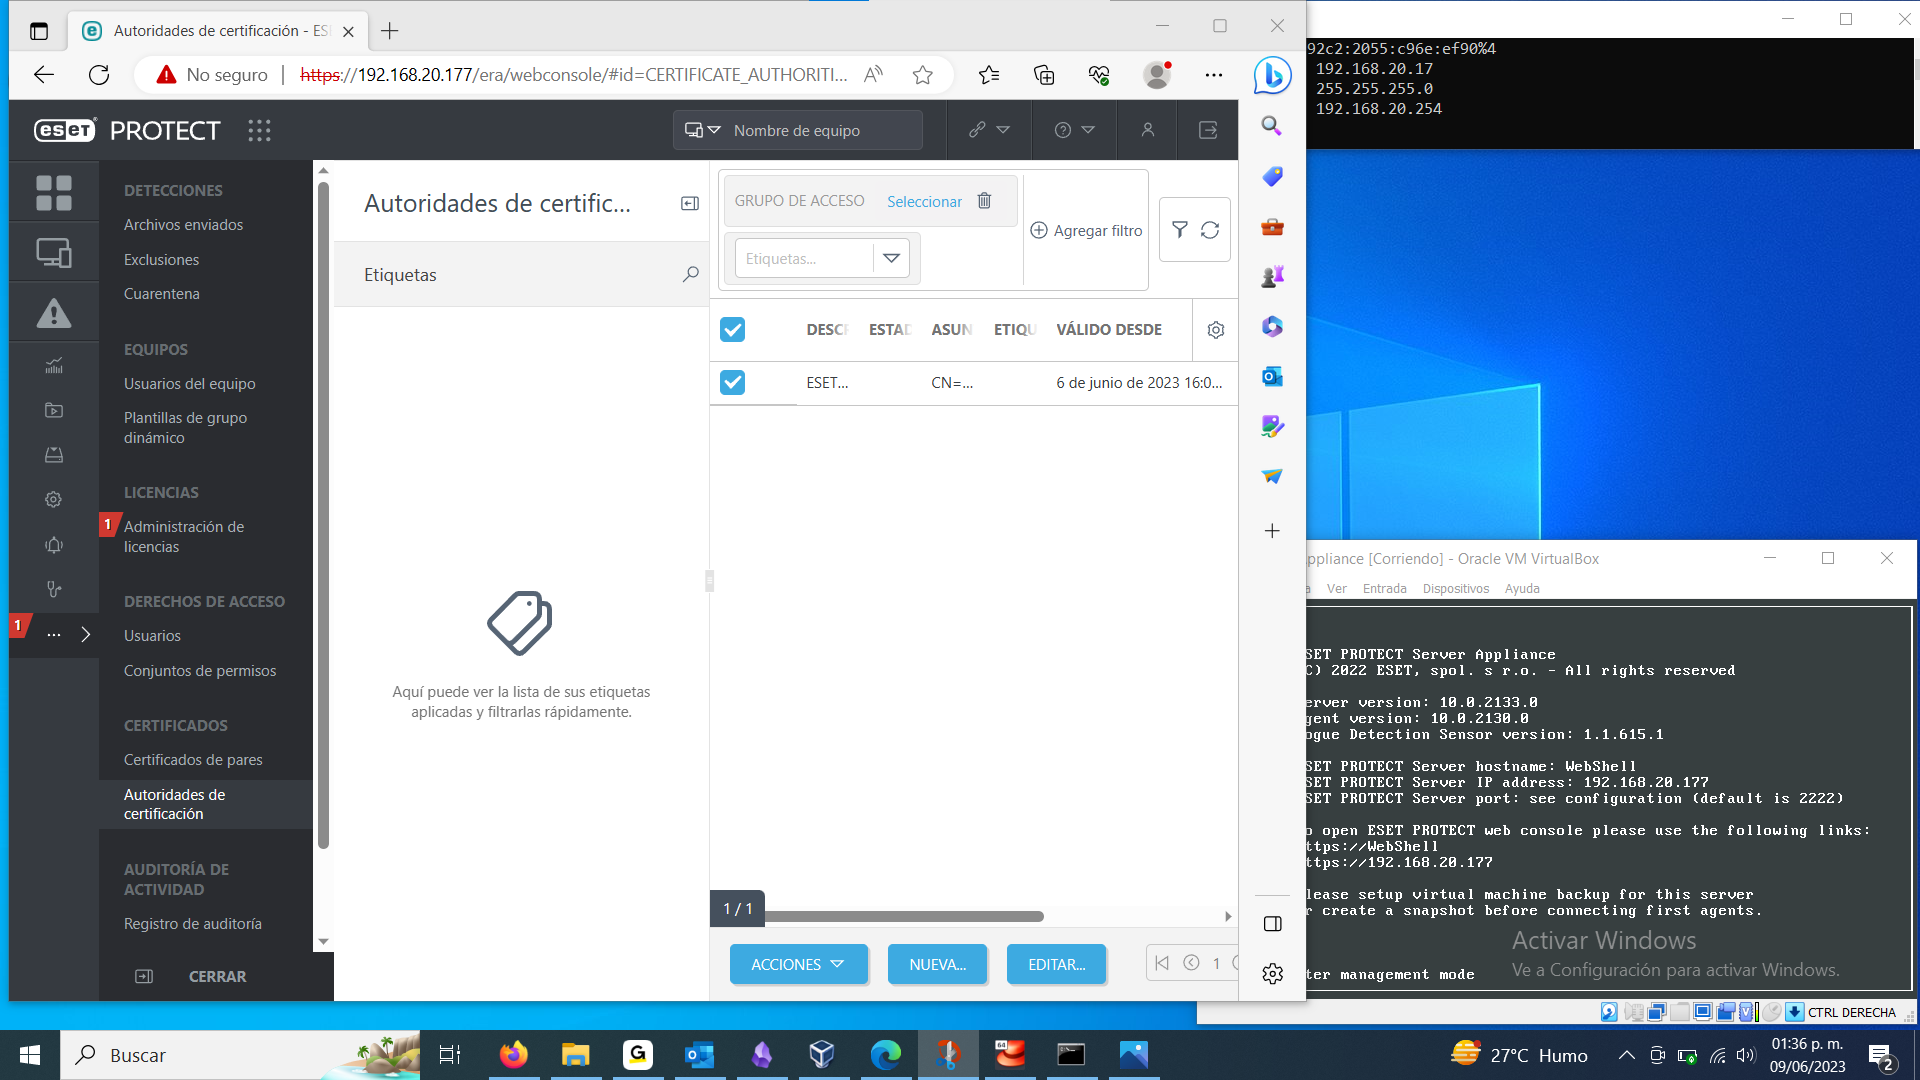 Autoridades de certificación - ES
No seguro
https://192.168.20.177/era/webconsole/#id=CERTIFICATE_AUTHORITI...
eset PROTECT
Nombre de equipo
DETECCIONES
Archivos enviados
Exclusiones
Cuarentena
EQUIPOS
Usuarios del equipo
Plantillas de grupo
dinámico
LICENCIAS
1
Administración de
licencias
DERECHOS DE ACCESO
1
...
Usuarios
Conjuntos de permisos
CERTIFICADOS
Certificados de pares
Autoridades de
certificación
AUDITORÍA DE
ACTIVIDAD
Registro de auditoría
CERRAR
Autoridades de certific...
Etiquetas
Aquí puede ver la lista de sus etiquetas
aplicadas y filtrarlas rápidamente.
GRUPO DE ACCESO Seleccionar
Etiquetas...
Agregar filtro
DESC ESTAD ASUN ETIQU VÁLIDO DESDE
ESET... CN=... 6 de junio de 2023 16:0...
1 / 1
ACCIONES
NUEVA...
EDITAR...
1
92c2:2055:c96e:ef90%4
192.168.20.17
255.255.255.0
192.168.20.254
ppliance [Corriendo] - Oracle VM VirtualBox
a Ver Entrada Dispositivos Ayuda
SET PROTECT Server Appliance
C) 2022 ESET, spol. s r.o. - All rights reserved
erver version: 10.0.2133.0
gent version: 10.0.2130.0
ogue Detection Sensor version: 1.1.615.1
SET PROTECT Server hostname: WebShell
SET PROTECT Server IP address: 192.168.20.177
SET PROTECT Server port: see configuration (default is 2222)
o open ESET PROTECT web console please use the following links:
ttps://WebShell
ttps://192.168.20.177
lease setup virtual machine backup for this server
r create a snapshot before connecting first agents.
ter management mode
Activar Windows
Ve a Configuración para activar Windows.
CTRL DERECHA
Buscar
64
27°C Humo
01:36 p. m.
09/06/2023
2